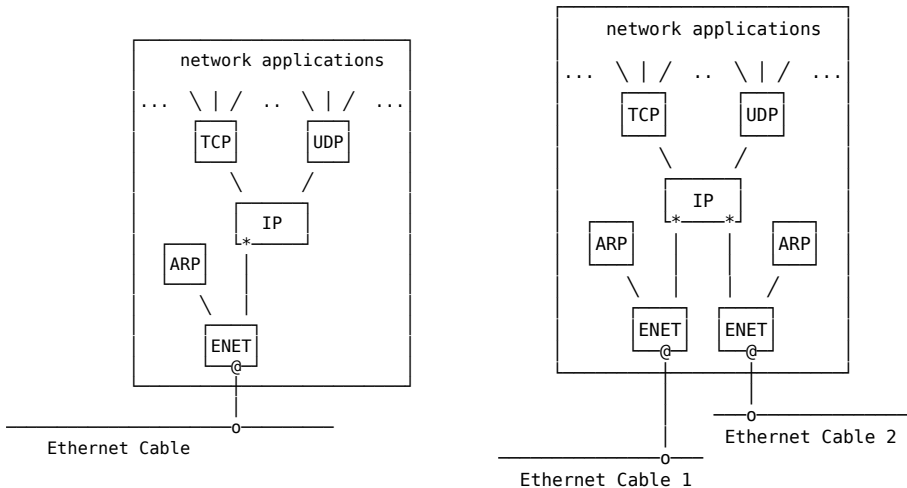 network applications
... \ | / .. \ | / ...
TCP UDP
IP
*
ARP
ENET
@
o
Ethernet Cable
network applications
... \ | / .. \ | / ...
TCP UDP
IP
* *
ARP ARP
ENET ENET
@ @
o
Ethernet Cable 2
o
Ethernet Cable 1